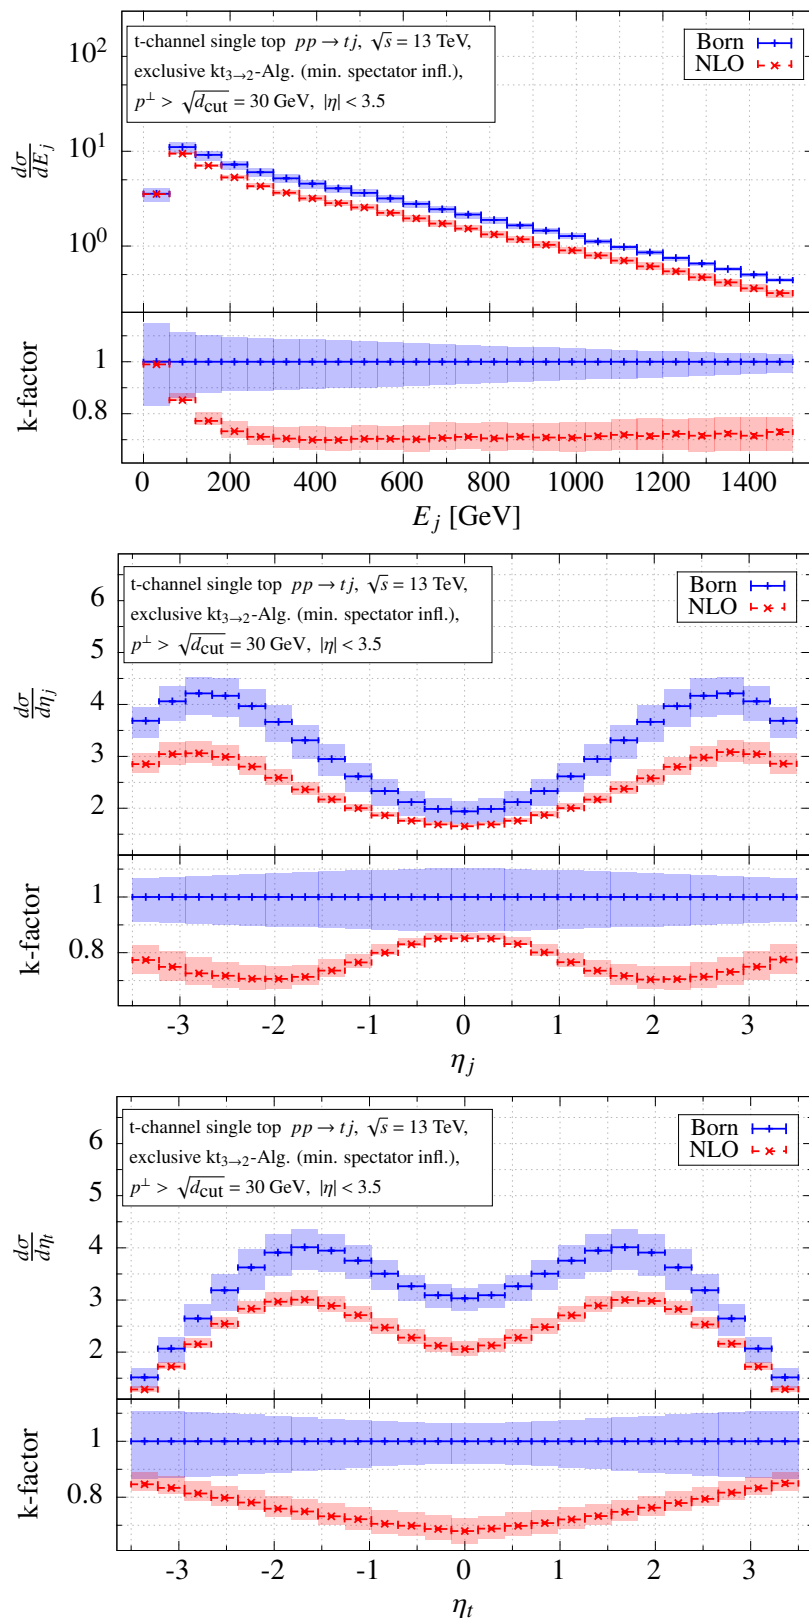 t-channel single top pp → tj, √s = 13 TeV,
exclusive kt3→2-Alg. (min. spectator infl.),
p⊥ > √dcut = 30 GeV, |η| < 3.5
Born
NLO
10²
10¹
10⁰
dσ/dEj
k-factor
1
0.8
0 200 400 600 800 1000 1200 1400
Ej [GeV]
t-channel single top pp → tj, √s = 13 TeV,
exclusive kt3→2-Alg. (min. spectator infl.),
p⊥ > √dcut = 30 GeV, |η| < 3.5
Born
NLO
6
5
4
3
2
dσ/dηj
k-factor
1
0.8
-3 -2 -1 0 1 2 3
ηj
t-channel single top pp → tj, √s = 13 TeV,
exclusive kt3→2-Alg. (min. spectator infl.),
p⊥ > √dcut = 30 GeV, |η| < 3.5
Born
NLO
6
5
4
3
2
dσ/dηt
k-factor
1
0.8
-3 -2 -1 0 1 2 3
ηt